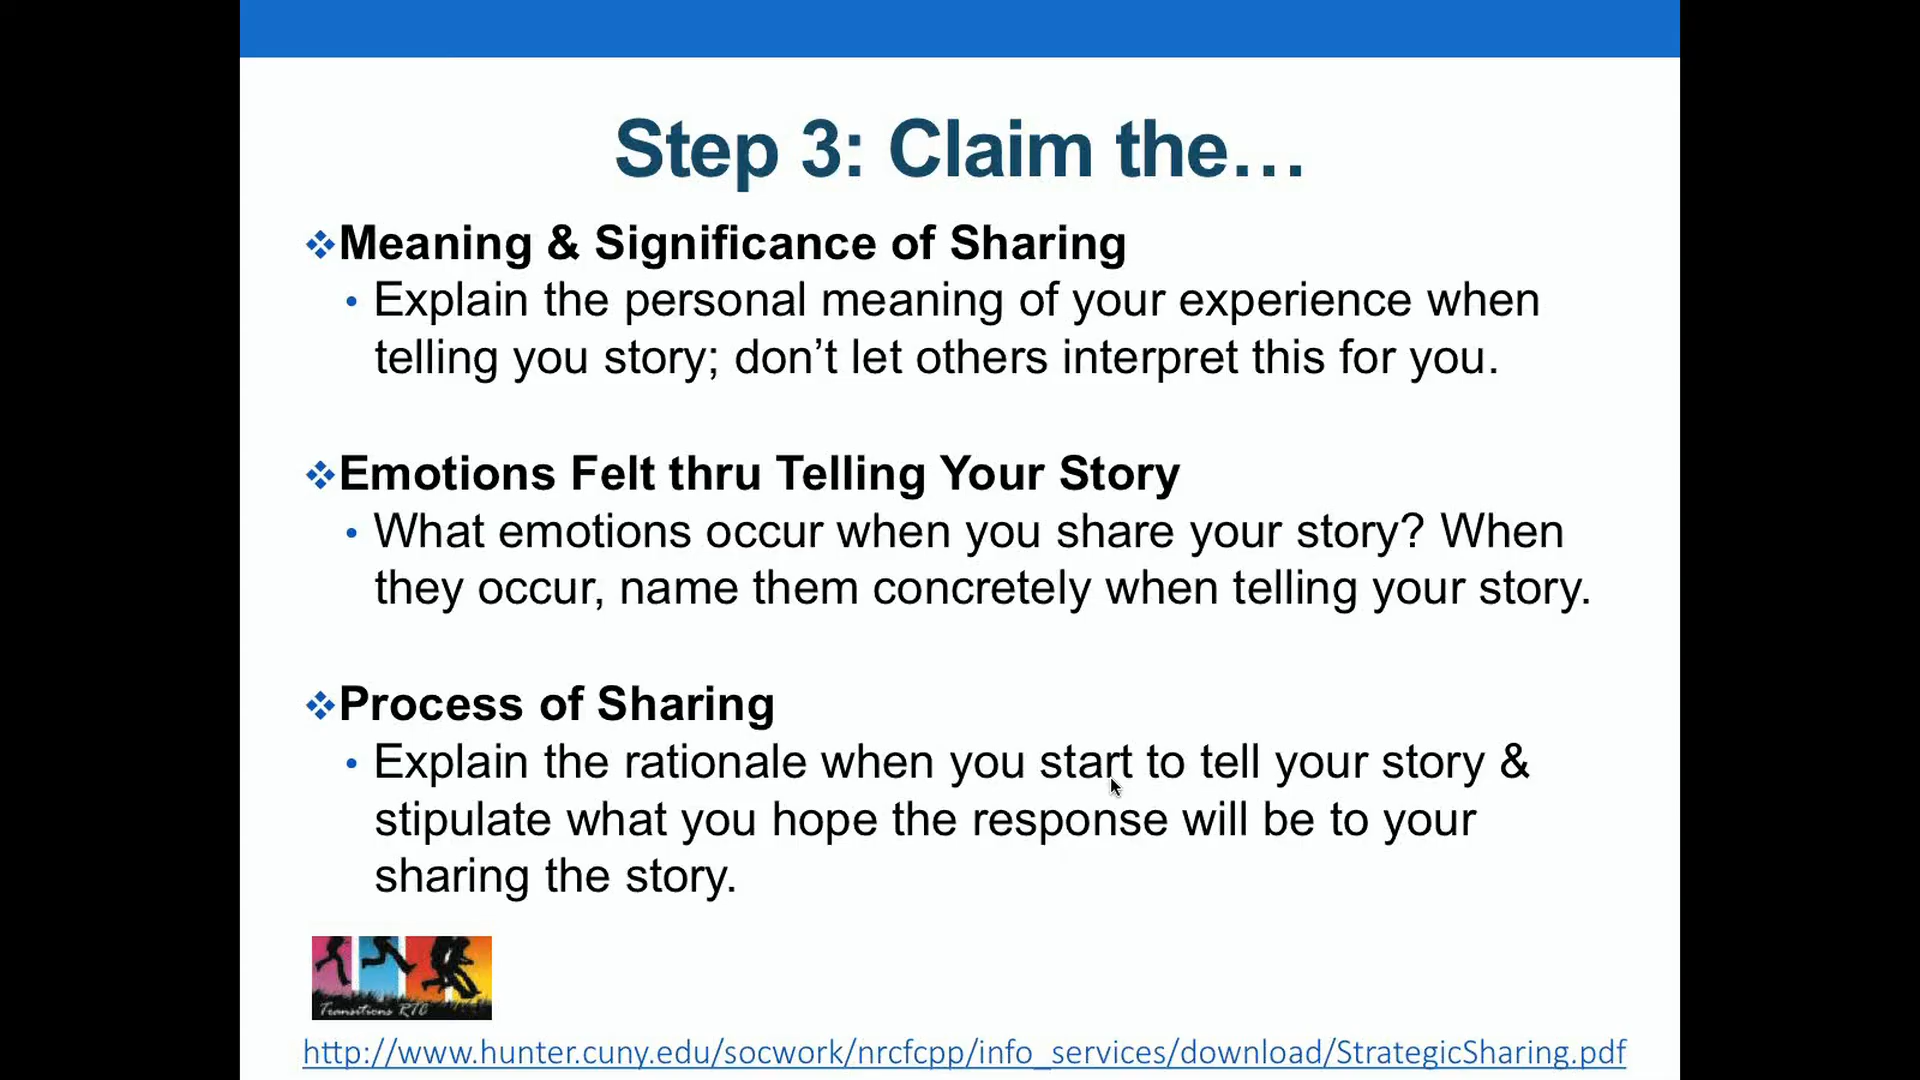 Step 3: Claim the…
Meaning & Significance of Sharing
• Explain the personal meaning of your experience when
telling you story; don’t let others interpret this for you.
Emotions Felt thru Telling Your Story
• What emotions occur when you share your story? When
they occur, name them concretely when telling your story.
Process of Sharing
• Explain the rationale when you start to tell your story &
stipulate what you hope the response will be to your
sharing the story.
Transitions RTC
http://www.hunter.cuny.edu/socwork/nrcfcpp/info_services/download/StrategicSharing.pdf